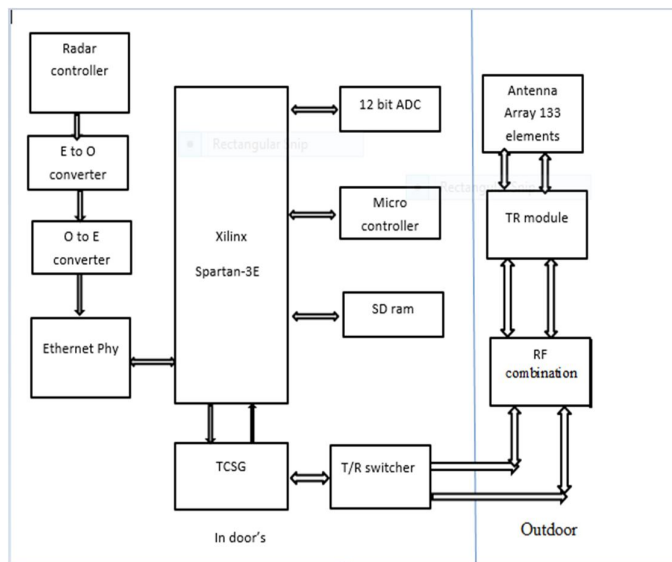 Radar
controller
E to O
converter
O to E
converter
Ethernet Phy
Xilinx
Spartan-3E
12 bit ADC
Micro
controller
SD ram
TCSG
T/R switcher
In door's
Antenna
Array 133
elements
TR module
RF
combination
Outdoor
Rectangular Snip
Rectangular Snip